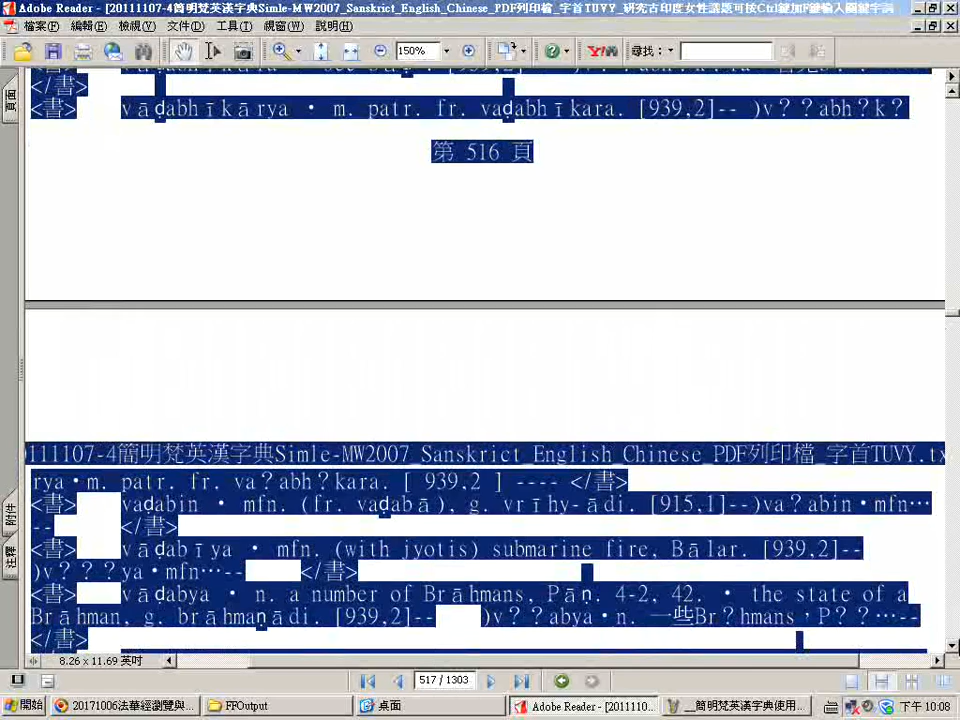 Adobe Reader - [20111107-4簡明梵英漢字典Simle-MW2007_Sanskrict_English_Chinese_PDF列印檔_字首TUVY_研究古印度女性議題可按Ctrl鍵加F鍵輸入關鍵字詞
檔案(F) 編輯(E) 檢視(V) 文件(D) 工具(T) 視窗(W) 說明(H)
150% 尋找：
頁面
</書>
<書> vāḍabhīkārya • m. patr. fr. vaḍabhīkara. [939,2]-- )v？？abh？k？
第 516 頁
0111107-4簡明梵英漢字典Simle-MW2007_Sanskrict_English_Chinese_PDF列印檔_字首TUVY.tx
rya•m. patr. fr. va？abh？kara. [ 939,2 ] ---- </書>
<書> vaḍabin • mfn. (fr. vaḍabā), g. vrīhy-ādi. [915,1]--)va？abin•mfn…
-- </書>
<書> vāḍabīya • mfn. (with jyotis) submarine fire, Bālar. [939,2]--
)v？？？ya•mfn…-- </書>
<書> vāḍabya • n. a number of Brāhmans, Pāṇ. 4-2, 42. • the state of a
Brāhman, g. brāhmaṇādi. [939,2]-- )v？？abya•n. 一些Br？hmans，P？？…--
</書>
附件
注釋
8.26 x 11.69 英吋
517 / 1303
開始 20171006法華經瀏覽與... FFOutput 桌面 Adobe Reader - [201110... __簡明梵英字典使用... 下午 10:08